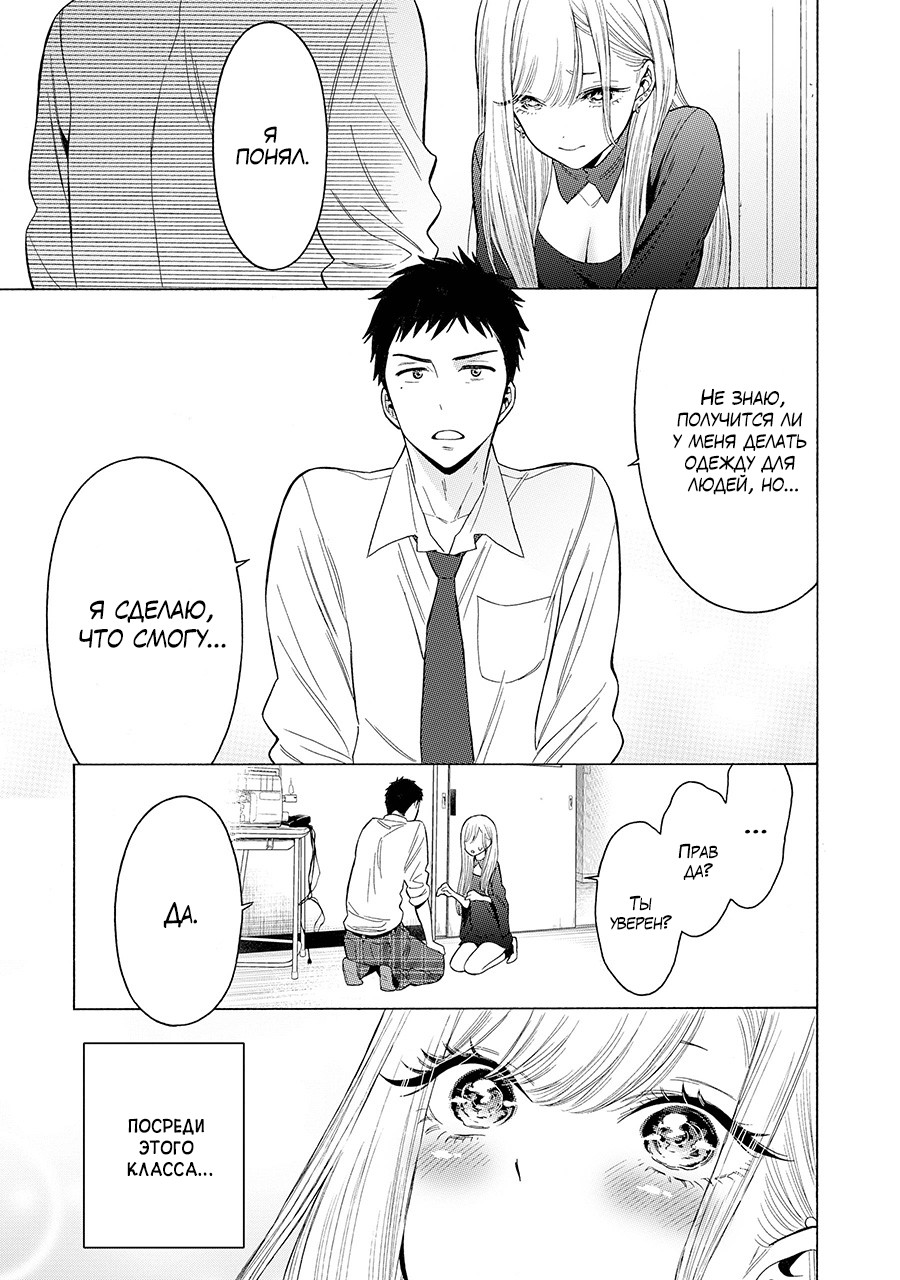 Я
ПОНЯЛ.
НЕ ЗНАЮ,
ПОЛУЧИТСЯ ЛИ
У МЕНЯ ДЕЛАТЬ
ОДЕЖДУ ДЛЯ
ЛЮДЕЙ, НО...
Я СДЕЛАЮ,
ЧТО СМОГУ...
...
ПРАВ
ДА?
ТЫ
УВЕРЕН?
ДА.
ПОСРЕДИ
ЭТОГО
КЛАССА...